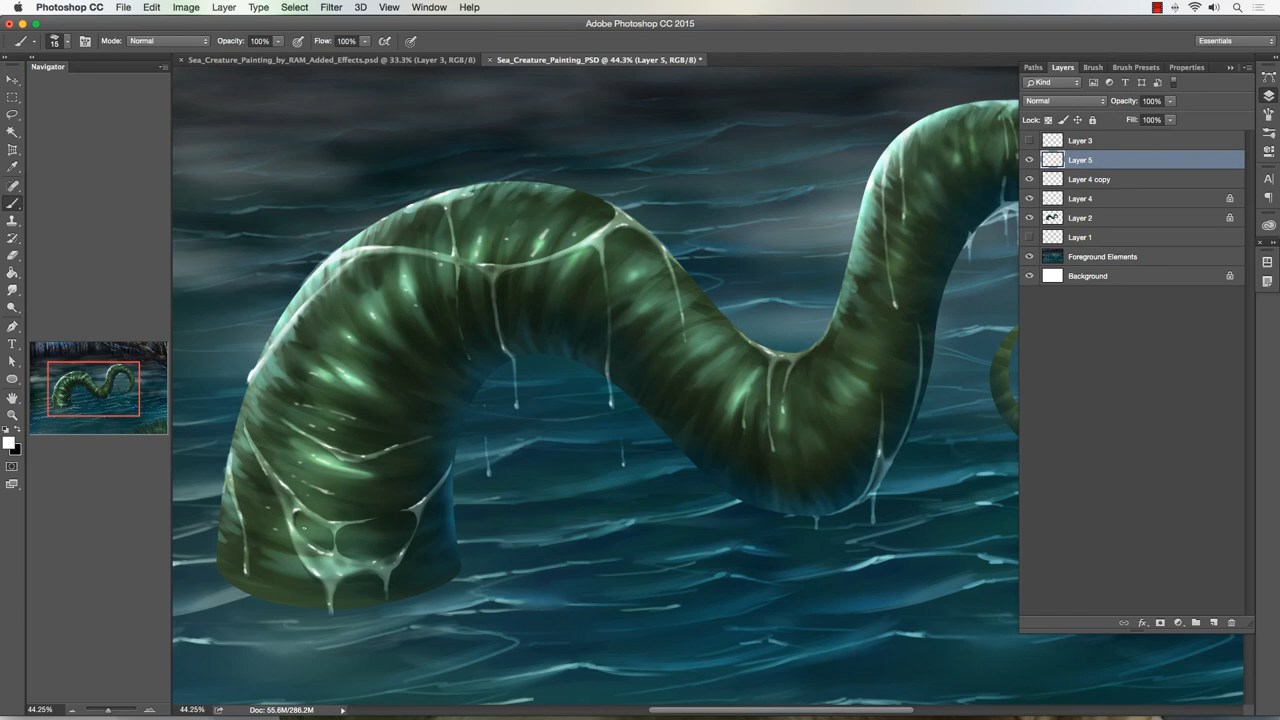 Photoshop CC File Edit Image Layer Type Select Filter 3D View Window Help
Adobe Photoshop CC 2015
15 Mode: Normal Opacity: 100% Flow: 100% Essentials
Sea_Creature_Painting_by_RAM_Added_Effects.psd @ 33.3% (Layer 3, RGB/8)
Sea_Creature_Painting_PSD @ 44.3% (Layer 5, RGB/8) *
Navigator
Paths Layers Brush Brush Presets Properties
Kind
Normal Opacity: 100%
Lock: Fill: 100%
Layer 3
Layer 5
Layer 4 copy
Layer 4
Layer 2
Layer 1
Foreground Elements
Background
44.25%
44.25% Doc: 55.6M/286.2M